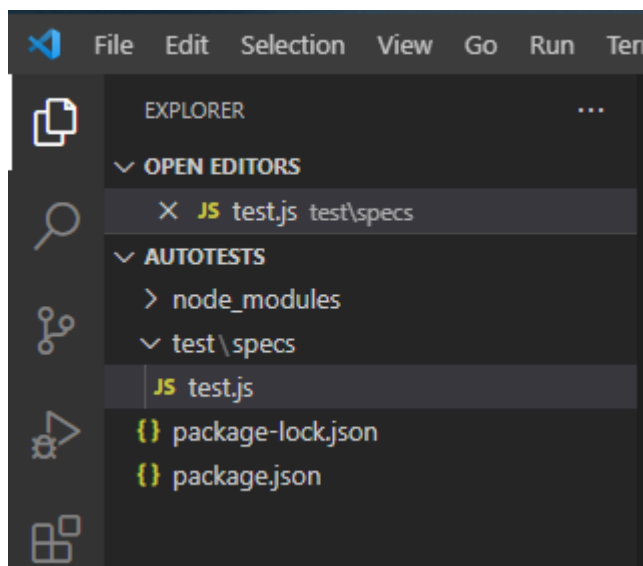 File Edit Selection View Go Run Ter
EXPLORER ...
OPEN EDITORS
JS test.js test\specs
AUTOTESTS
node_modules
test\specs
JS test.js
{} package-lock.json
{} package.json